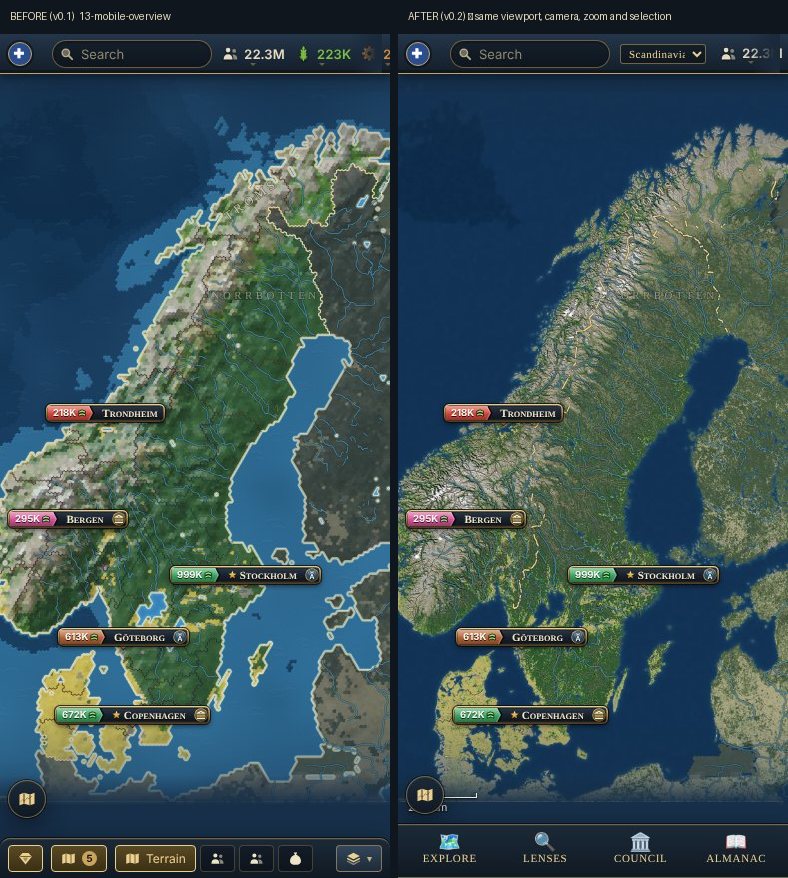 BEFORE (v0.1) 13-mobile-overview
Search
22.3M
223K
2
NORRBOTTEN
218K
TRONDHEIM
295K
BERGEN
999K
STOCKHOLM
613K
GÖTEBORG
672K
COPENHAGEN
5
Terrain
AFTER (v0.2) same viewport, camera, zoom and selection
Search
Scandinavia
22.3
218K
TRONDHEIM
295K
BERGEN
999K
STOCKHOLM
613K
GÖTEBORG
672K
COPENHAGEN
EXPLORE
LENSES
COUNCIL
ALMANAC